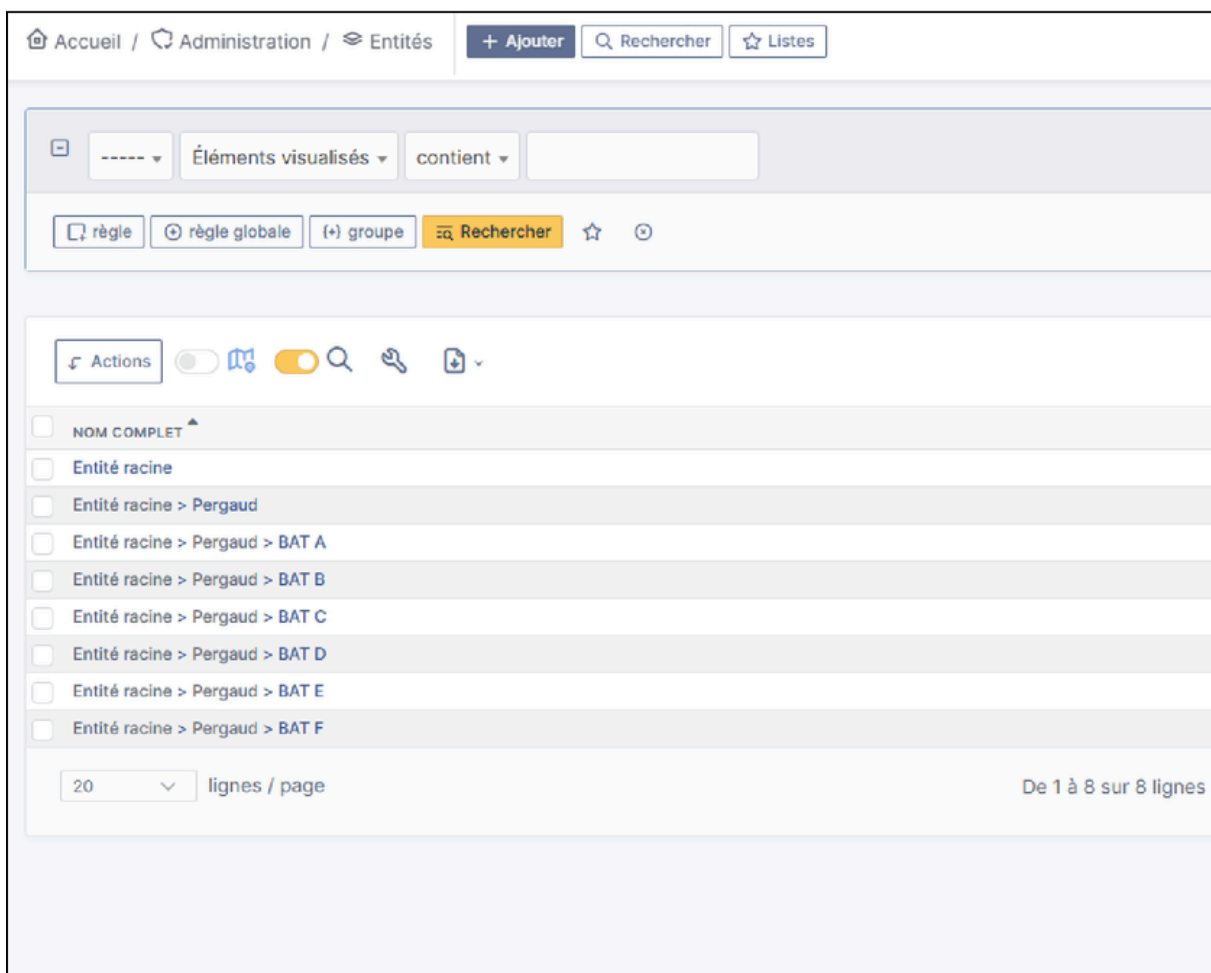 Accueil / Administration / Entités + Ajouter Rechercher Listes
----- Éléments visualisés contient
règle règle globale (+) groupe Rechercher
Actions
NOM COMPLET
Entité racine
Entité racine > Pergaud
Entité racine > Pergaud > BAT A
Entité racine > Pergaud > BAT B
Entité racine > Pergaud > BAT C
Entité racine > Pergaud > BAT D
Entité racine > Pergaud > BAT E
Entité racine > Pergaud > BAT F
20 lignes / page De 1 à 8 sur 8 lignes